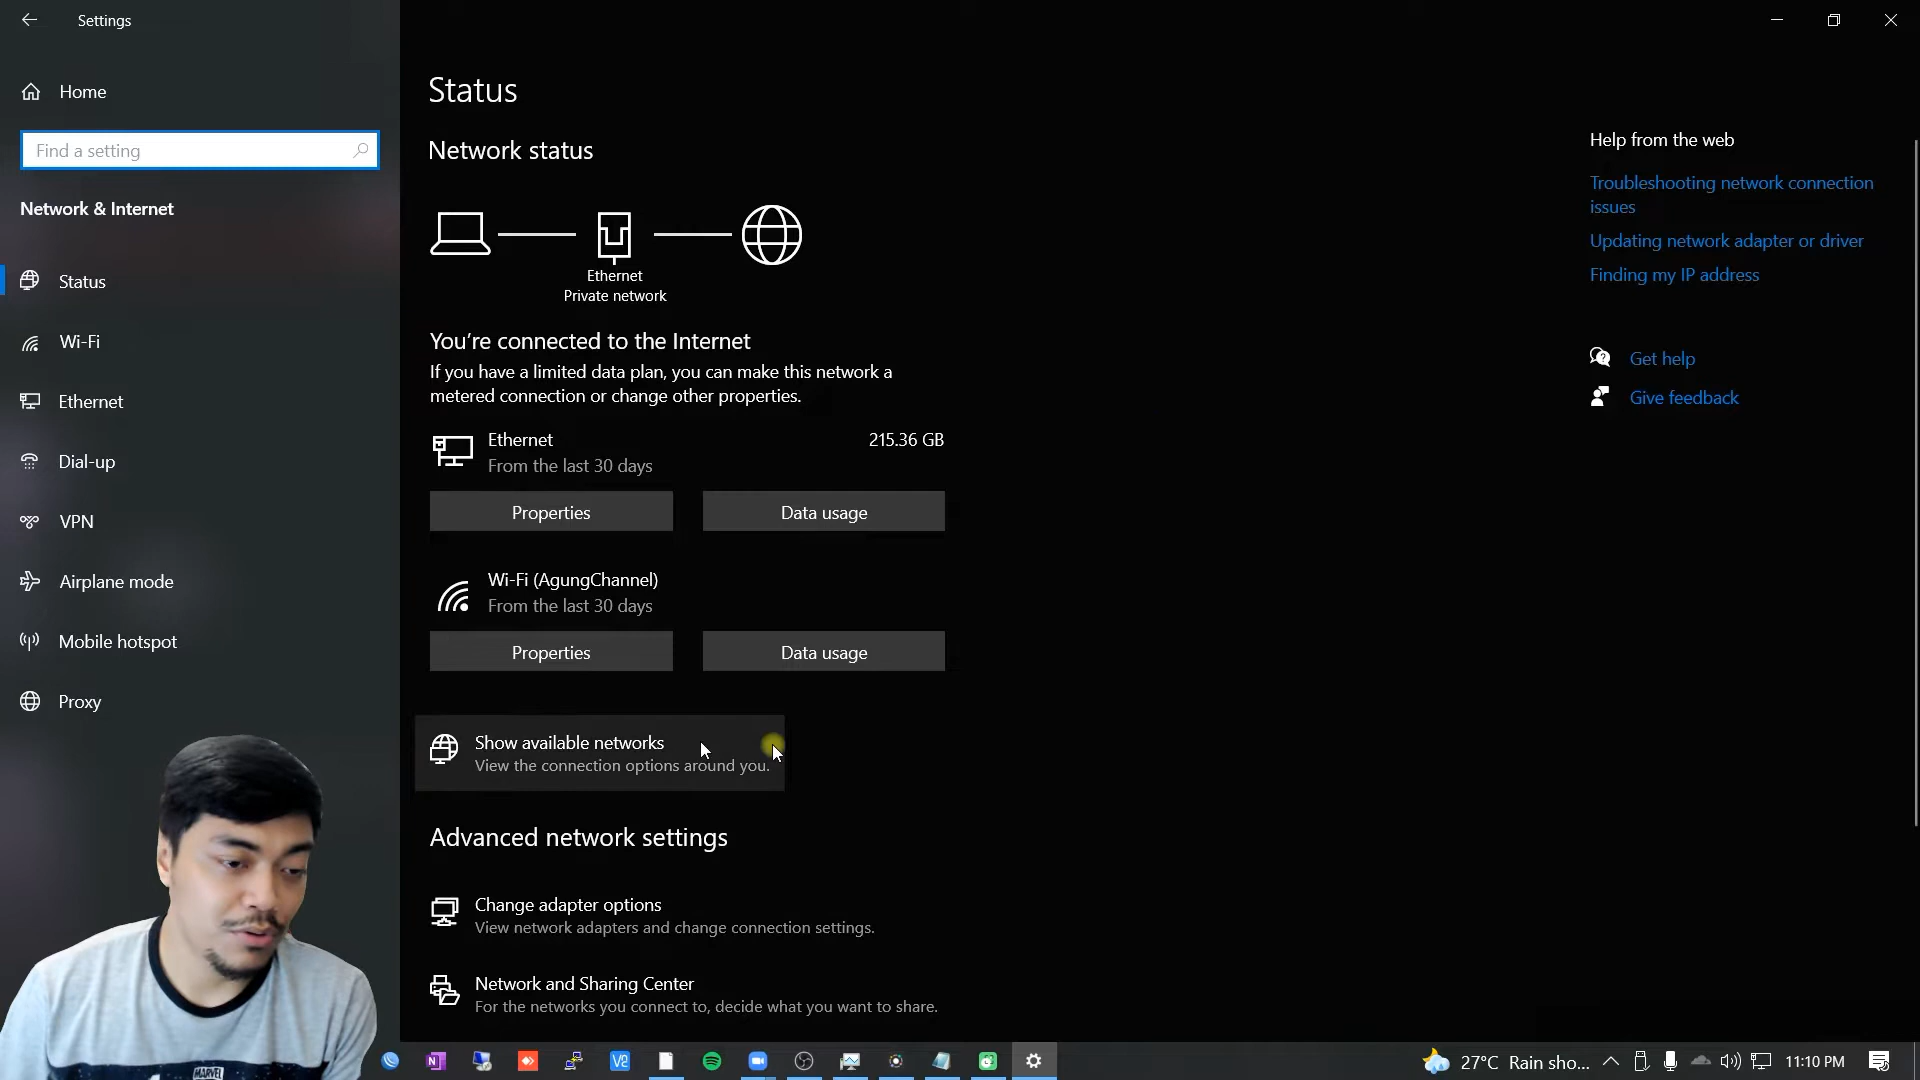 Settings
Home
Find a setting
Network & Internet
Status
Wi-Fi
Ethernet
Dial-up
VPN
Airplane mode
Mobile hotspot
Proxy
Status
Network status
Ethernet
Private network
You're connected to the Internet
If you have a limited data plan, you can make this network a
metered connection or change other properties.
Ethernet
215.36 GB
From the last 30 days
Properties
Data usage
Wi-Fi (AgungChannel)
From the last 30 days
Properties
Data usage
Show available networks
View the connection options around you.
Advanced network settings
Change adapter options
View network adapters and change connection settings.
Network and Sharing Center
For the networks you connect to, decide what you want to share.
Help from the web
Troubleshooting network connection
issues
Updating network adapter or driver
Finding my IP address
Get help
Give feedback
MARVEL
27°C Rain sho...
11:10 PM